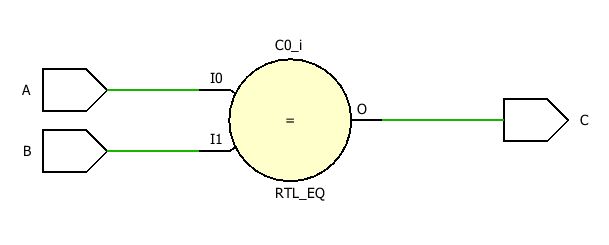 C0_i
A
I0
B
I1
=
O
C
RTL_EQ